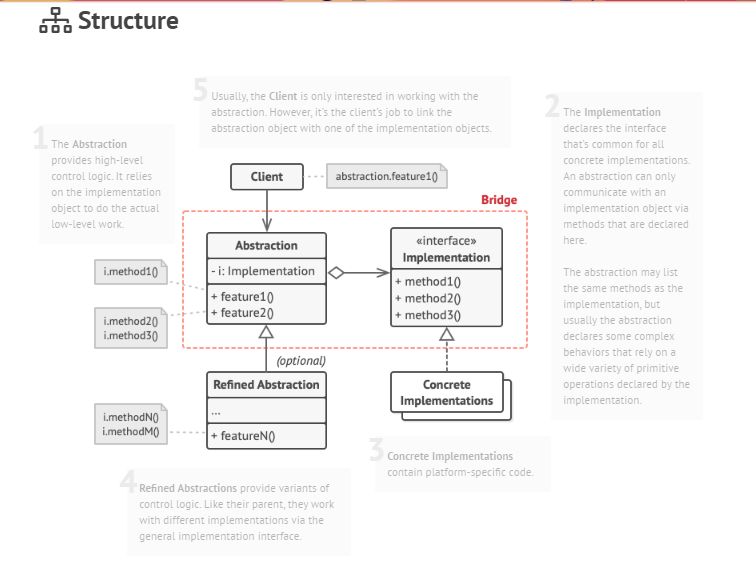 Structure
5
Usually, the Client is only interested in working with the
abstraction. However, it's the client's job to link the
abstraction object with one of the implementation objects.
1
The Abstraction
provides high-level
control logic. It relies
on the implementation
object to do the actual
low-level work.
2
The Implementation
declares the interface
that's common for all
concrete implementations.
An abstraction can only
communicate with an
implementation object via
methods that are declared
here.
The abstraction may list
the same methods as the
implementation, but
usually the abstraction
declares some complex
behaviors that rely on a
wide variety of primitive
operations declared by the
implementation.
Client
abstraction.feature1()
Bridge
Abstraction
- i: Implementation
+ feature1()
+ feature2()
«interface»
Implementation
+ method1()
+ method2()
+ method3()
i.method1()
i.method2()
i.method3()
(optional)
Refined Abstraction
...
+ featureN()
Concrete
Implementations
i.methodN()
i.methodM()
3
Concrete Implementations
contain platform-specific code.
4
Refined Abstractions provide variants of
control logic. Like their parent, they work
with different implementations via the
general implementation interface.